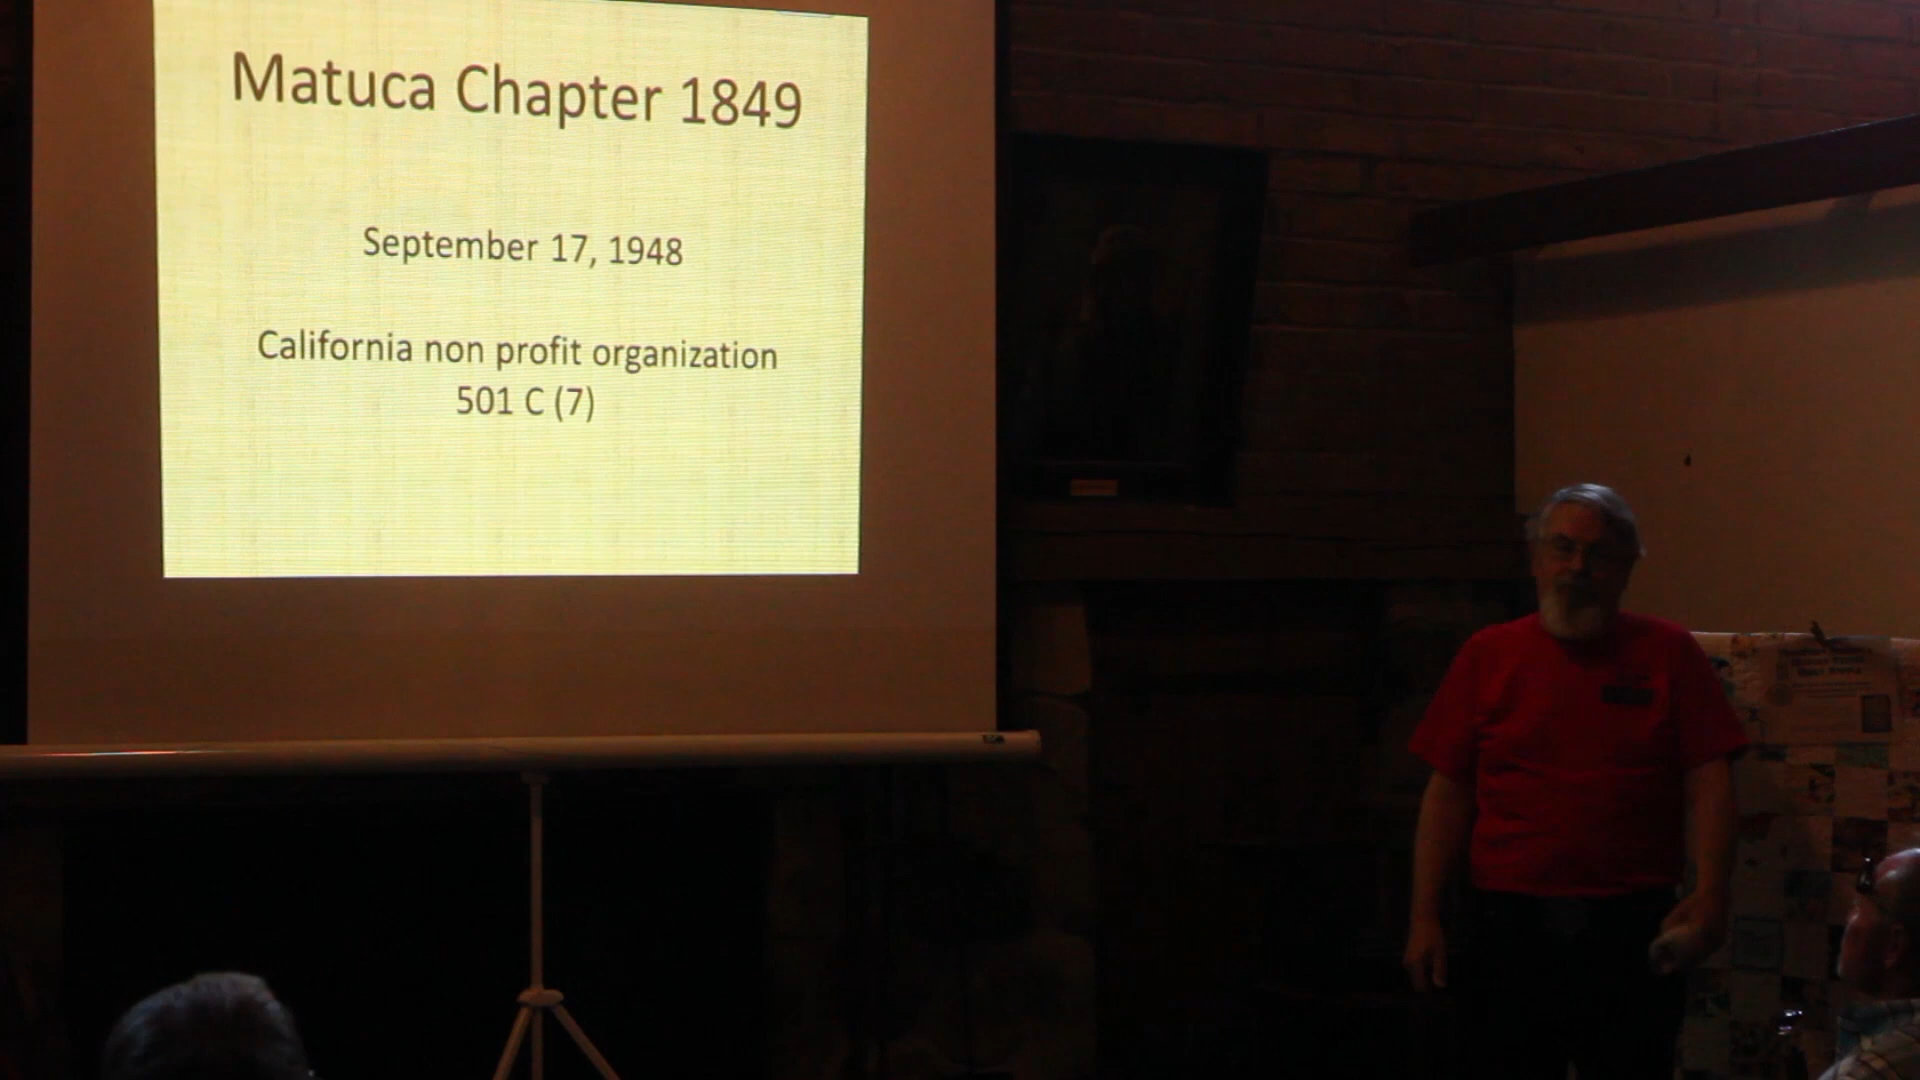 Matuca Chapter 1849
September 17, 1948
California non profit organization
501 C (7)